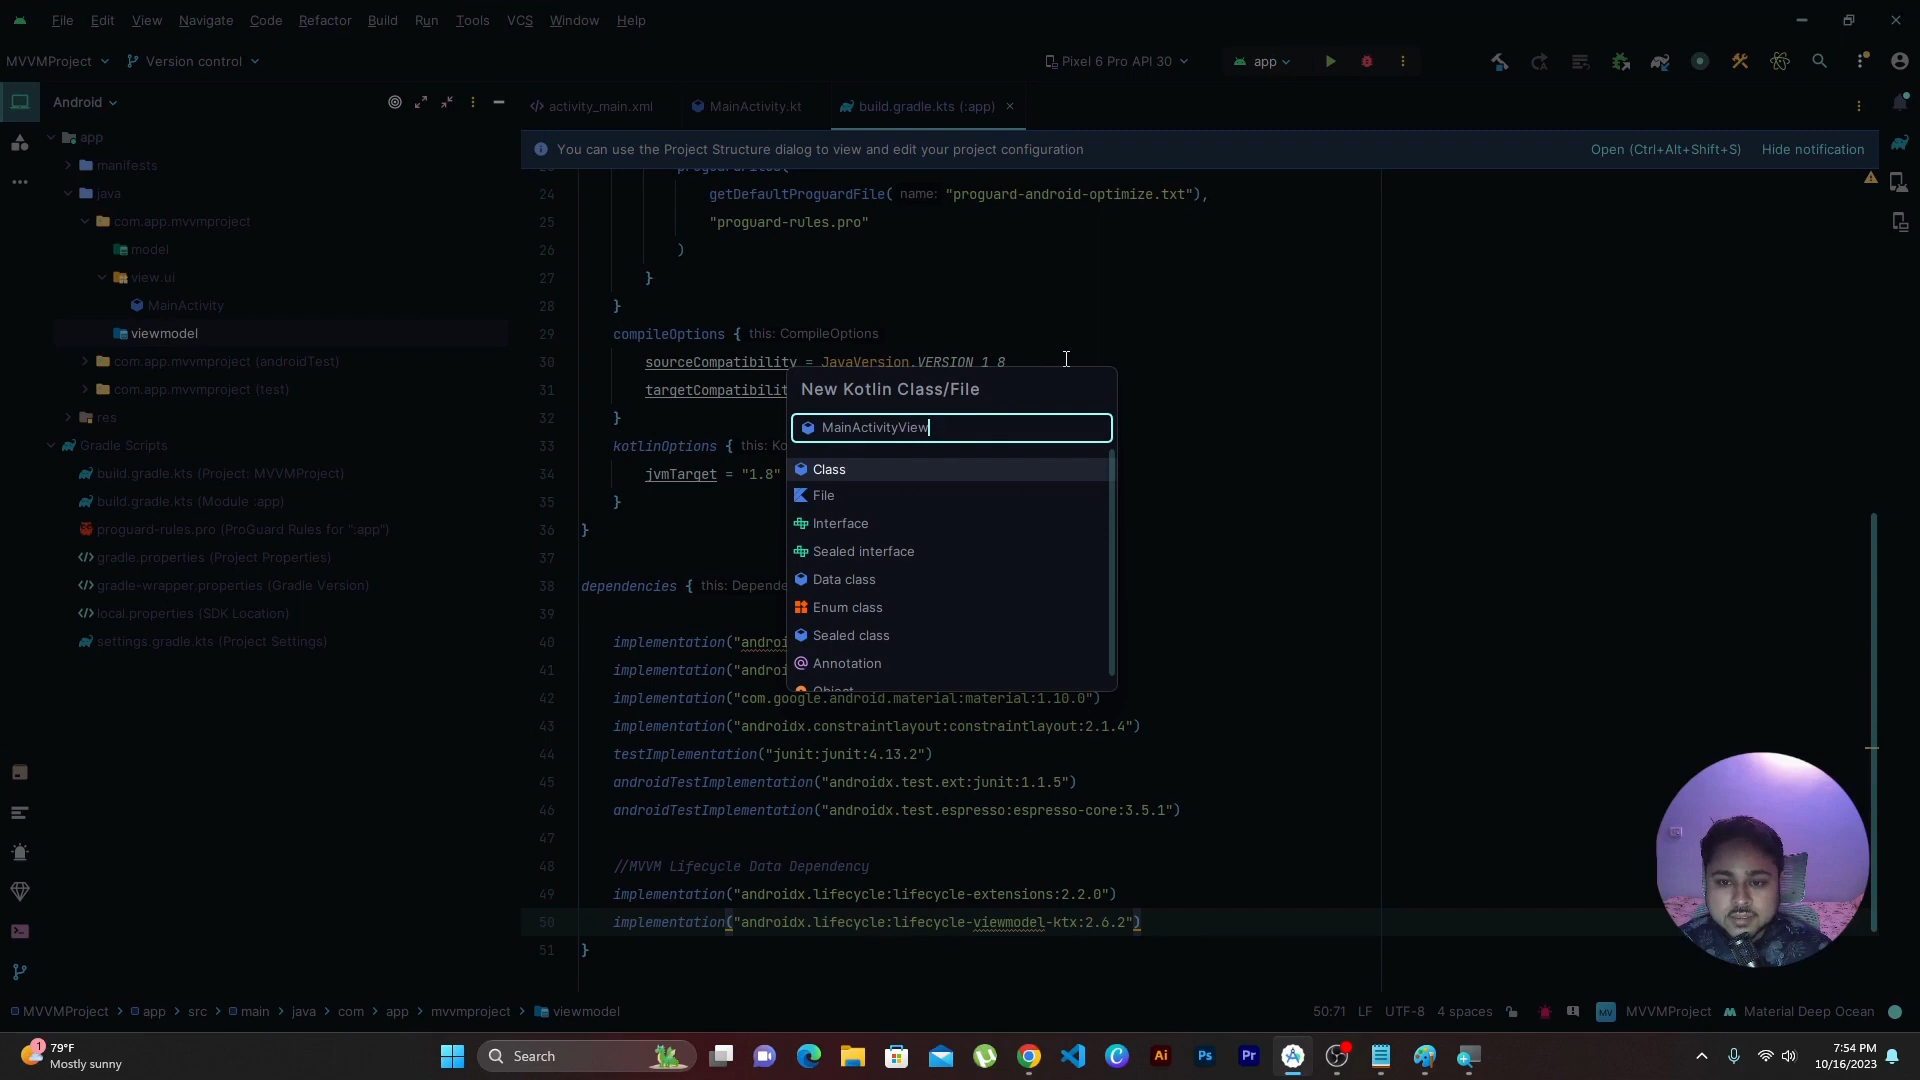 File Edit View Navigate Code Refactor Build Run Tools VCS Window Help
MVVMProject Version control Pixel 6 Pro API 30 app
Android activity_main.xml MainActivity.kt build.gradle.kts (:app)
You can use the Project Structure dialog to view and edit your project configuration Open (Ctrl+Alt+Shift+S) Hide notification
app
manifests
java
com.app.mvvmproject
model
view.ui
MainActivity
viewmodel
com.app.mvvmproject (androidTest)
com.app.mvvmproject (test)
res
Gradle Scripts
build.gradle.kts (Project: MVVMProject)
build.gradle.kts (Module :app)
proguard-rules.pro (ProGuard Rules for ":app")
gradle.properties (Project Properties)
gradle-wrapper.properties (Gradle Version)
local.properties (SDK Location)
settings.gradle.kts (Project Settings)
24 getDefaultProguardFile( name: "proguard-android-optimize.txt"),
25 "proguard-rules.pro"
26 )
27 }
28 }
29 compileOptions { this: CompileOptions
30 sourceCompatibility = JavaVersion.VERSION_1_8
31 targetCompatibilit
32 }
33 kotlinOptions { this: Ko
34 jvmTarget = "1.8"
35 }
36 }
37
38 dependencies { this: Depende
39
40 implementation("androi
41 implementation("androi
42 implementation("com.google.android.material:material:1.10.0")
43 implementation("androidx.constraintlayout:constraintlayout:2.1.4")
44 testImplementation("junit:junit:4.13.2")
45 androidTestImplementation("androidx.test.ext:junit:1.1.5")
46 androidTestImplementation("androidx.test.espresso:espresso-core:3.5.1")
47
48 //MVVM Lifecycle Data Dependency
49 implementation("androidx.lifecycle:lifecycle-extensions:2.2.0")
50 implementation("androidx.lifecycle:lifecycle-viewmodel-ktx:2.6.2")
51 }
New Kotlin Class/File
MainActivityView
Class
File
Interface
Sealed interface
Data class
Enum class
Sealed class
Annotation
Object
MVVMProject > app > src > main > java > com > app > mvvmproject > viewmodel 50:71 LF UTF-8 4 spaces MV MVVMProject Material Deep Ocean
1 79°F
Mostly sunny
Search
Ai Ps Pr
7:54 PM
10/16/2023